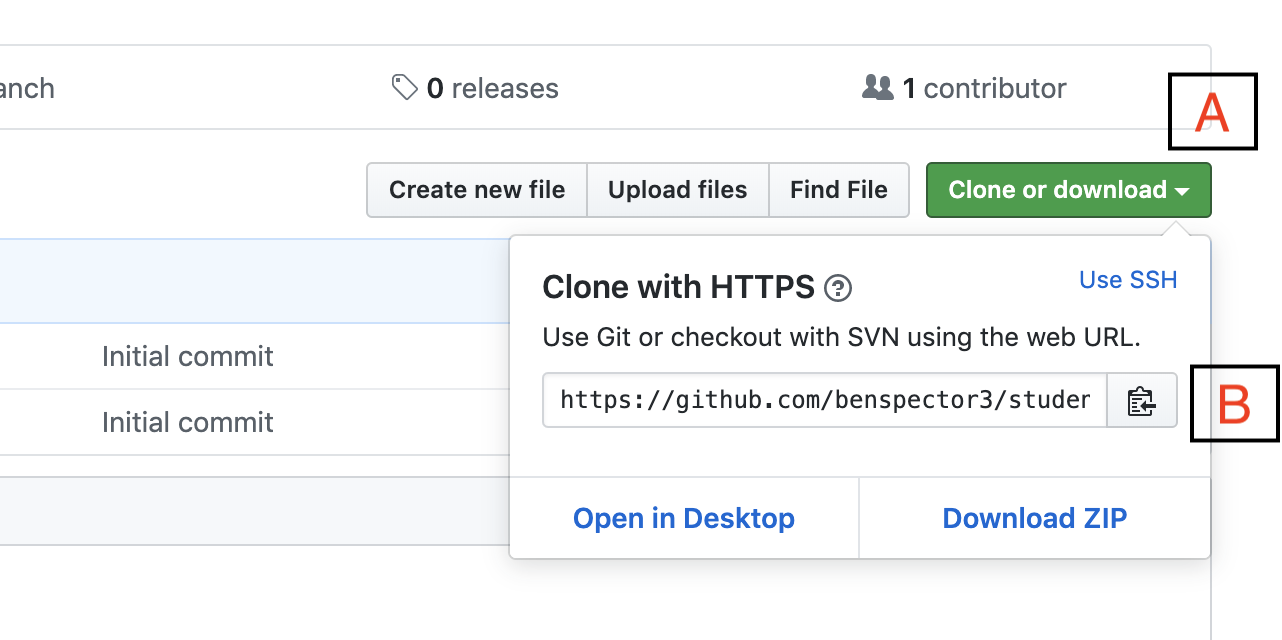 anch
0 releases
1 contributor
A
Create new file
Upload files
Find File
Clone or download
Clone with HTTPS
Use SSH
Use Git or checkout with SVN using the web URL.
Initial commit
https://github.com/benspector3/studer
B
Initial commit
Open in Desktop
Download ZIP